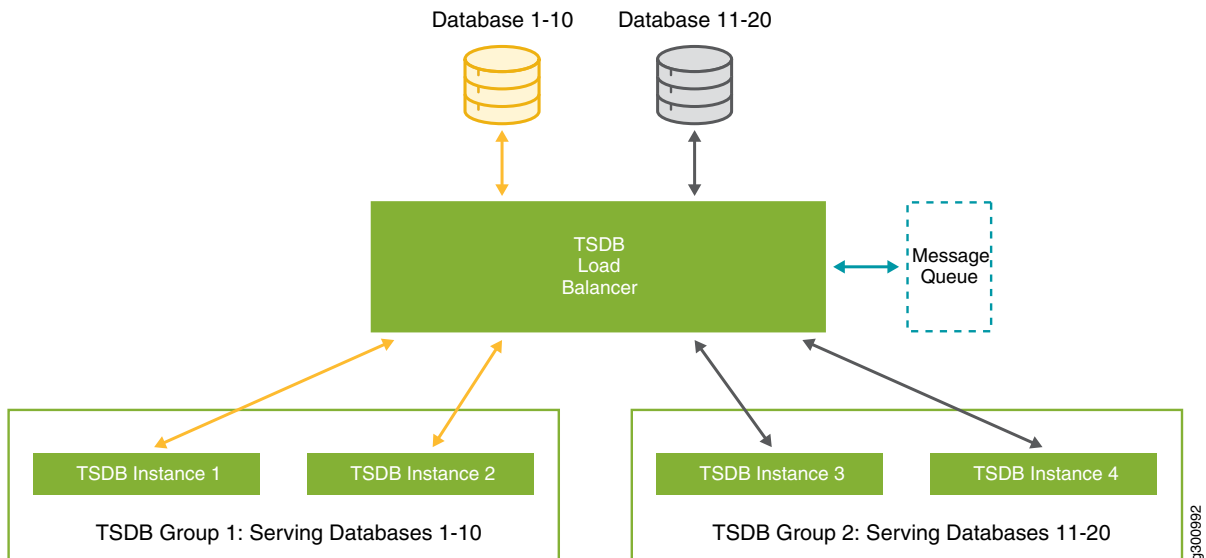 Database 1-10
Database 11-20
TSDB
Load
Balancer
Message
Queue
TSDB Instance 1
TSDB Instance 2
TSDB Instance 3
TSDB Instance 4
TSDB Group 1: Serving Databases 1-10
TSDB Group 2: Serving Databases 11-20
g300992